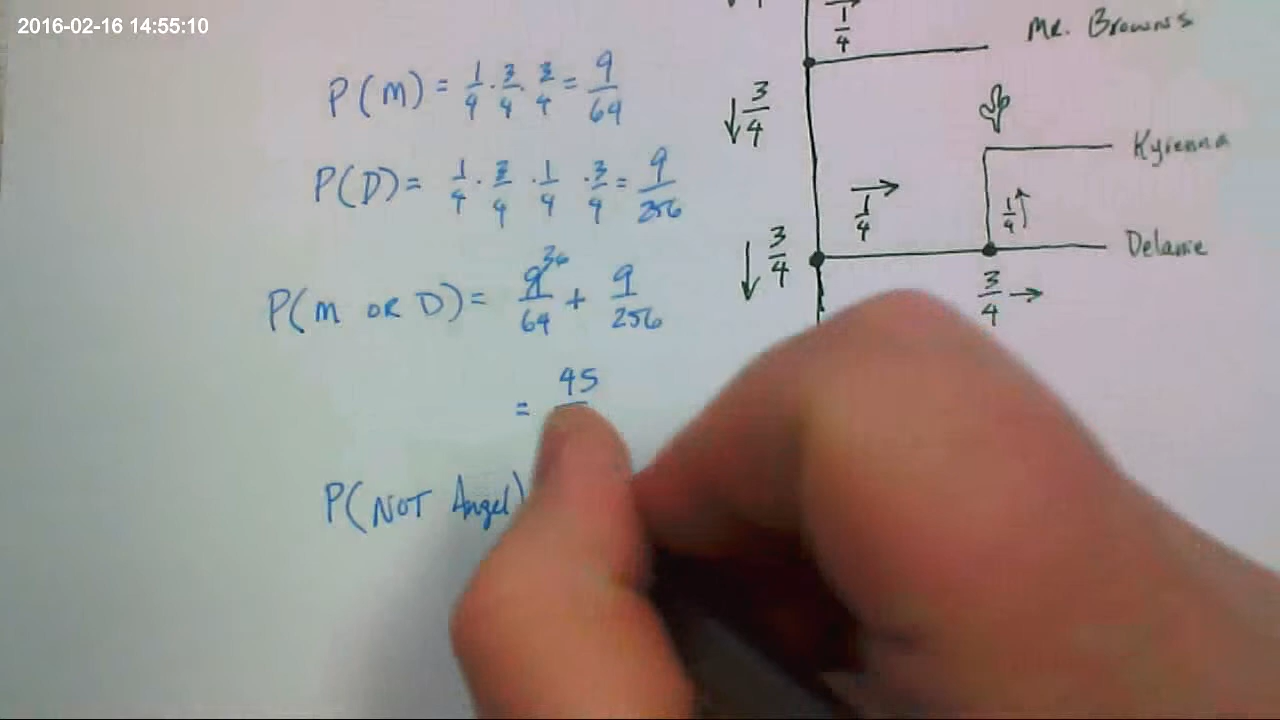 2016-02-16 14:55:10
P(M) = 1/4 · 3/4 · 3/4 = 9/64
P(D) = 1/4 · 3/4 · 1/4 · 3/4 = 9/256
P(M OR D) = 9/64 36 + 9/256
= 45
P(NOT Angel)
1/4
Mr. Brown's
↓ 3/4
Kyrenna
→ 1/4
1/4 ↑
Delanie
↓ 3/4
3/4 →